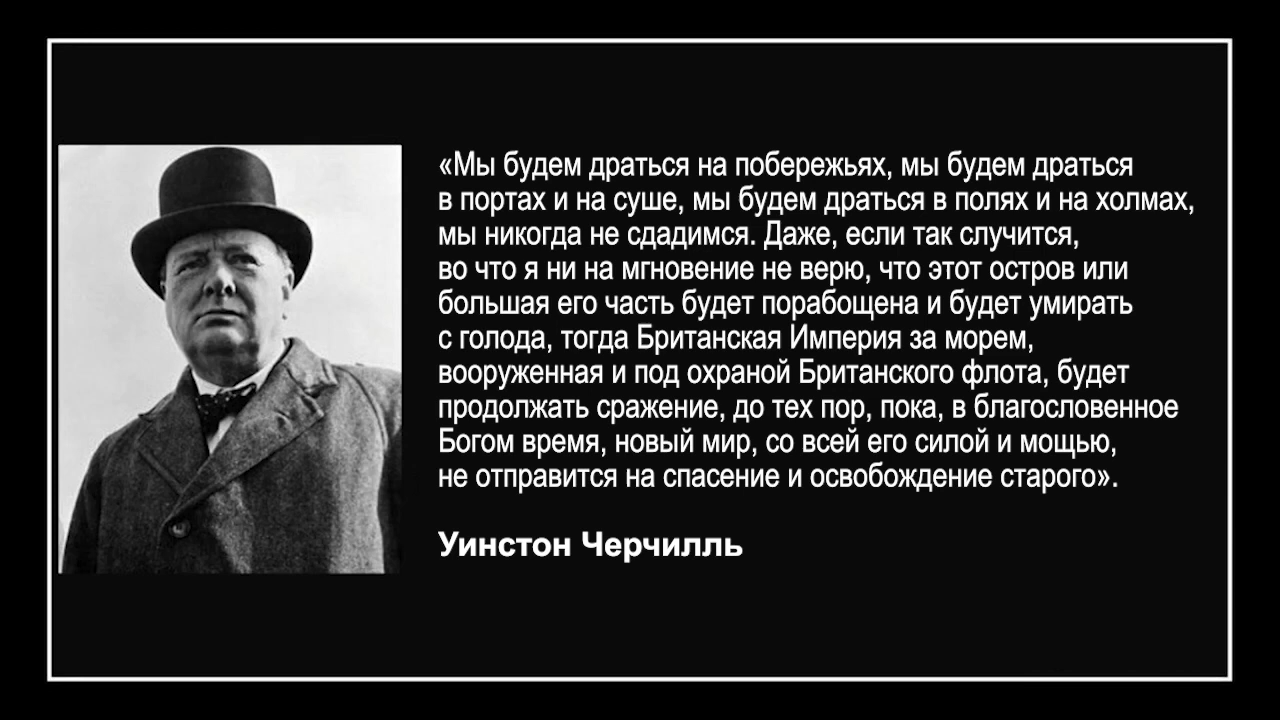 «Мы будем драться на побережьях, мы будем драться
в портах и на суше, мы будем драться в полях и на холмах,
мы никогда не сдадимся. Даже, если так случится,
во что я ни на мгновение не верю, что этот остров или
большая его часть будет порабощена и будет умирать
с голода, тогда Британская Империя за морем,
вооруженная и под охраной Британского флота, будет
продолжать сражение, до тех пор, пока, в благословенное
Богом время, новый мир, со всей его силой и мощью,
не отправится на спасение и освобождение старого».
Уинстон Черчилль